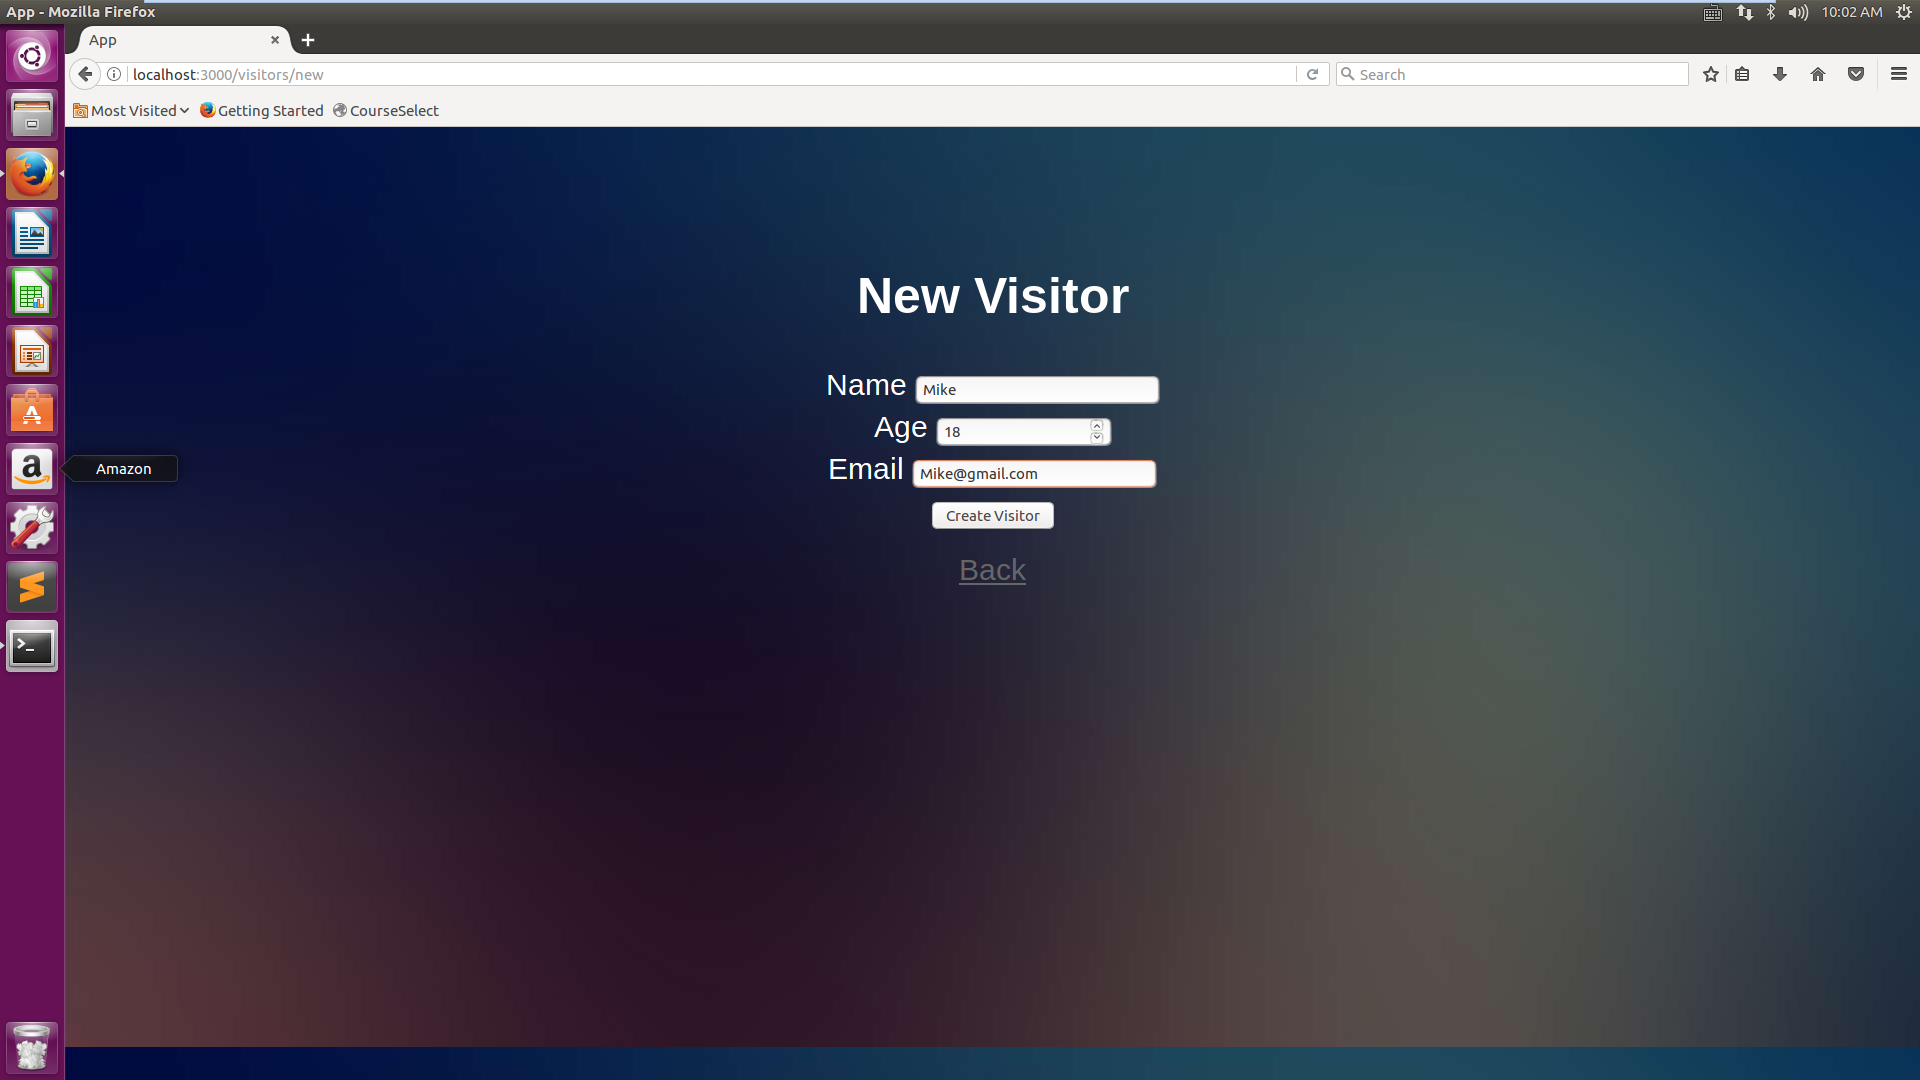 App - Mozilla Firefox
10:02 AM
App
localhost:3000/visitors/new
Search
Most Visited
Getting Started
CourseSelect
New Visitor
Name Mike
Age 18
Amazon
Email Mike@gmail.com
Create Visitor
Back